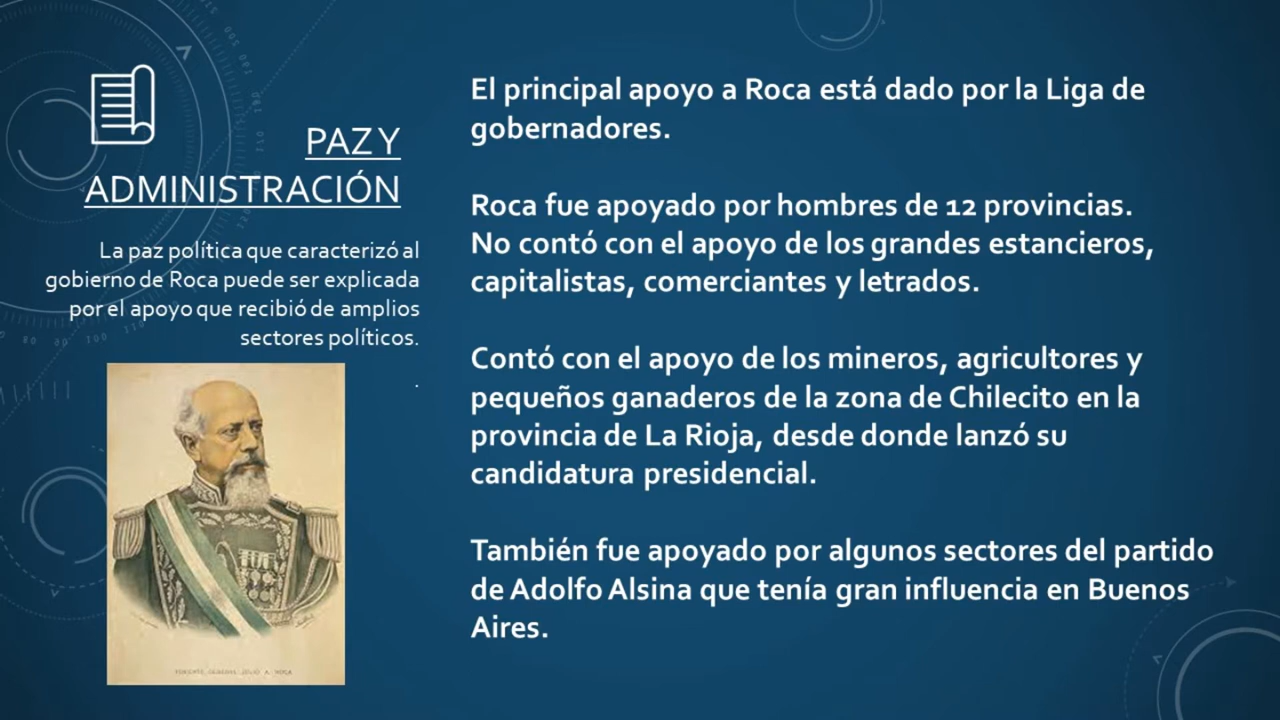 PAZ Y
ADMINISTRACIÓN
La paz política que caracterizó al
gobierno de Roca puede ser explicada
por el apoyo que recibió de amplios
sectores políticos.
.
TENIENTE GENERAL JULIO A. ROCA
El principal apoyo a Roca está dado por la Liga de
gobernadores.
Roca fue apoyado por hombres de 12 provincias.
No contó con el apoyo de los grandes estancieros,
capitalistas, comerciantes y letrados.
Contó con el apoyo de los mineros, agricultores y
pequeños ganaderos de la zona de Chilecito en la
provincia de La Rioja, desde donde lanzó su
candidatura presidencial.
También fue apoyado por algunos sectores del partido
de Adolfo Alsina que tenía gran influencia en Buenos
Aires.